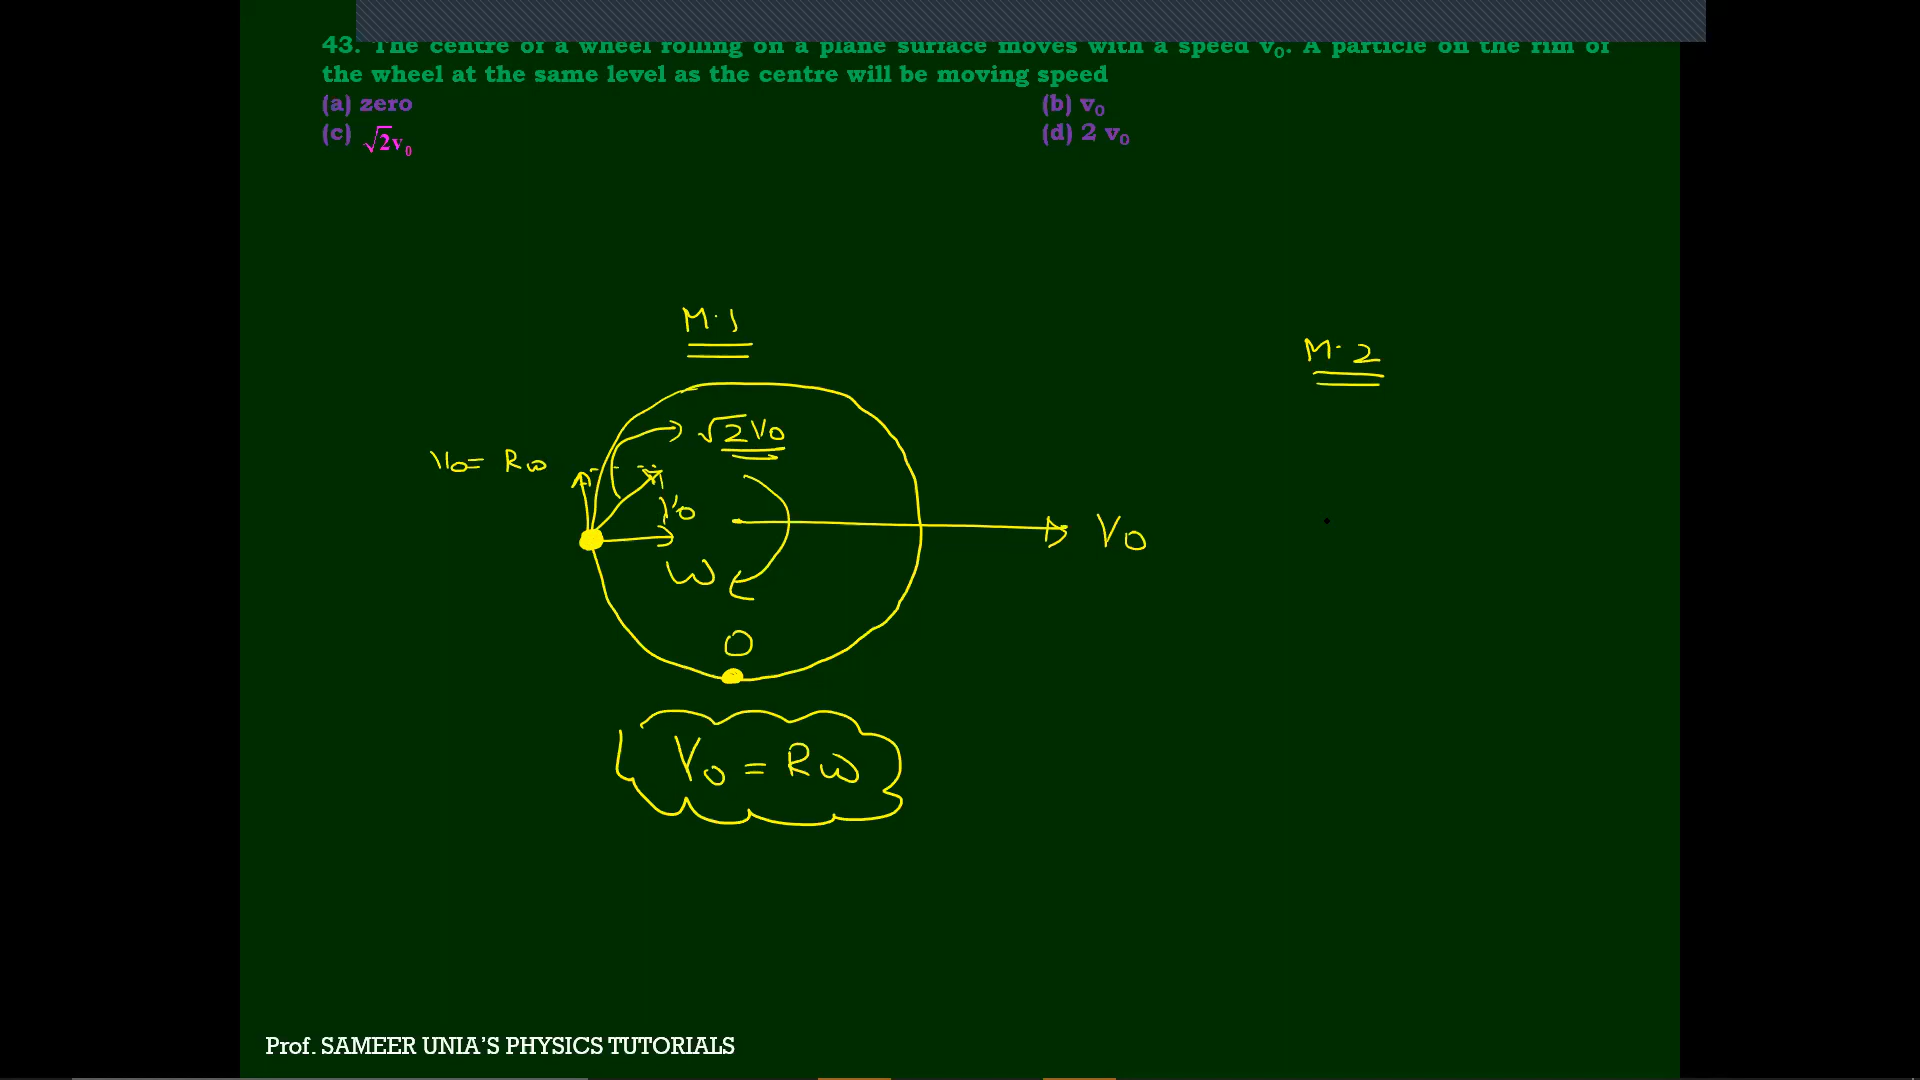 43. The centre of a wheel rolling on a plane surface moves with a speed v₀. A particle on the rim of
the wheel at the same level as the centre will be moving speed
(a) zero
(b) v₀
(c) √2v₀
(d) 2 v₀
M.1
M.2
√2 V₀
V₀= Rω
V₀
V₀
ω
O
V₀ = Rω
Prof. SAMEER UNIA'S PHYSICS TUTORIALS